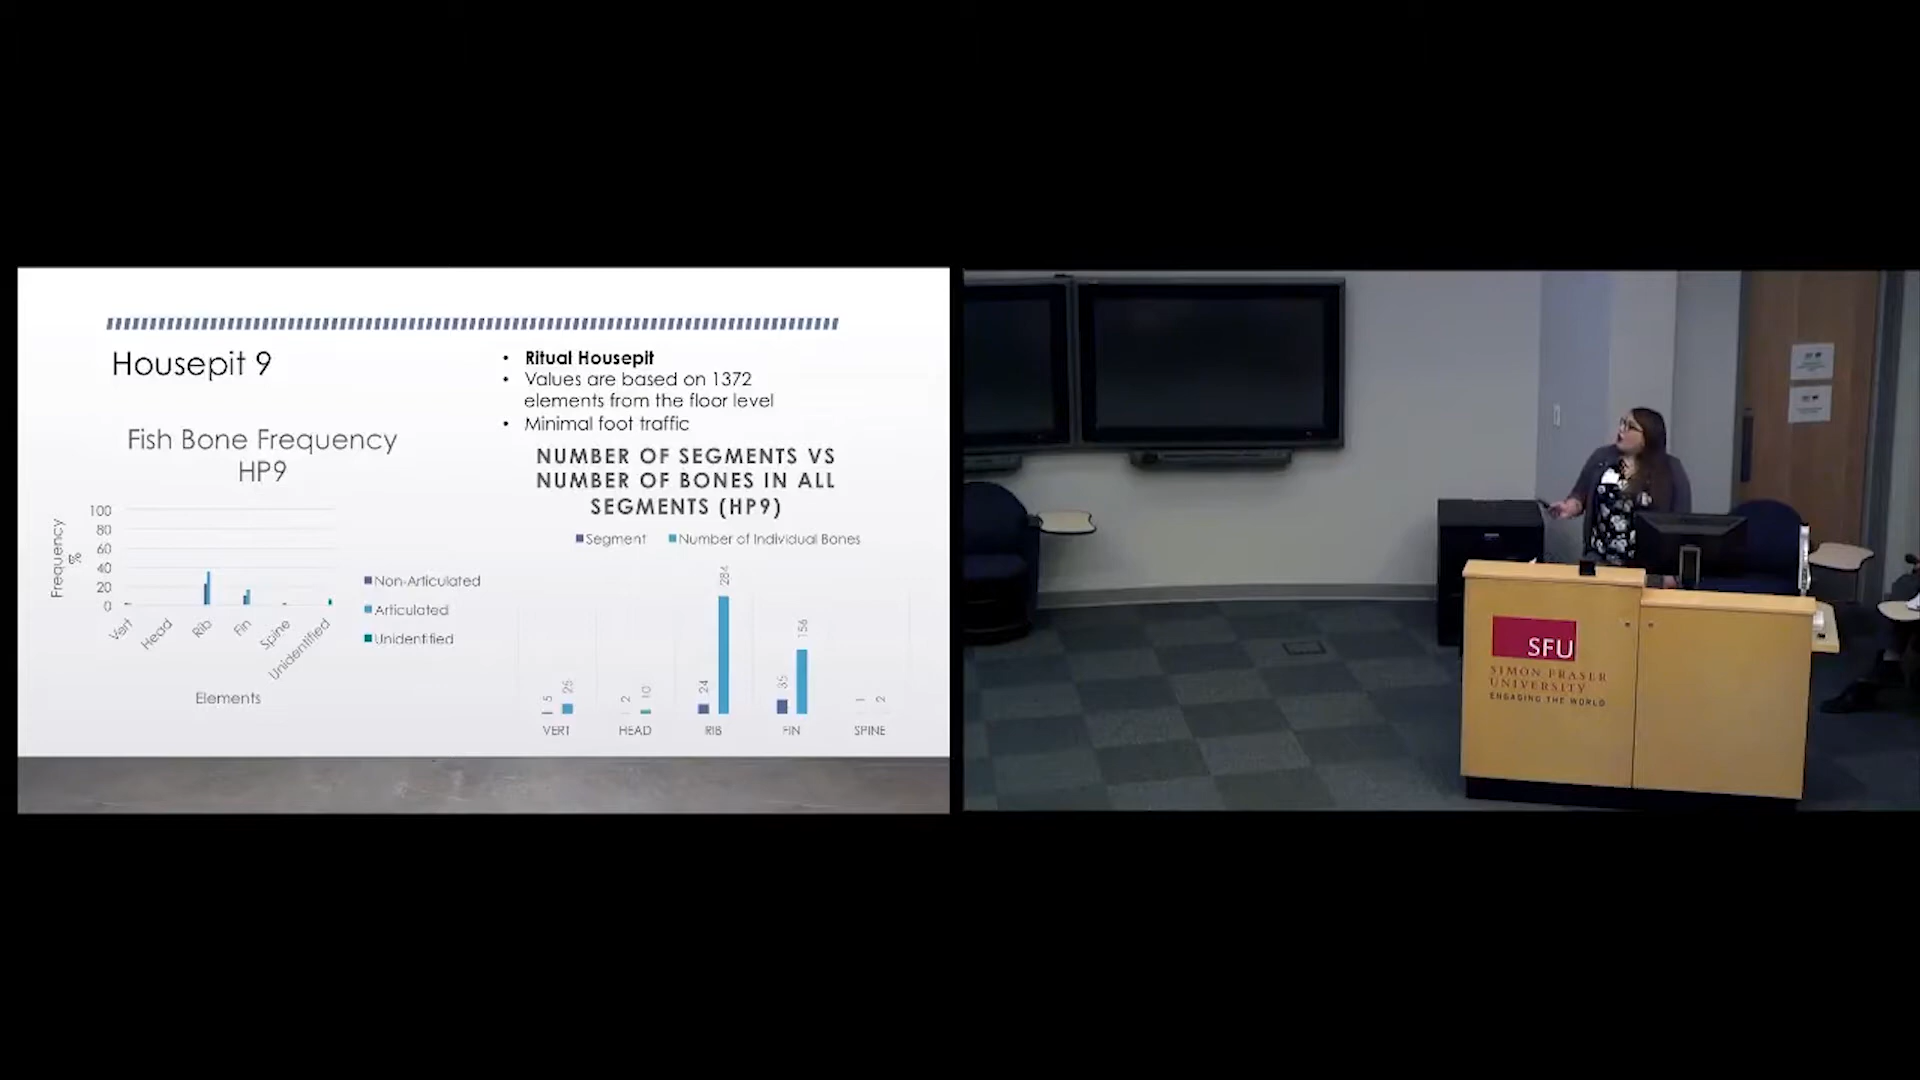 Housepit 9
• Ritual Housepit
• Values are based on 1372
elements from the floor level
• Minimal foot traffic
Fish Bone Frequency
HP9
Frequency
%
100
80
60
40
20
0
Vert
Head
Rib
Fin
Spine
Unidentified
Elements
Non-Articulated
Articulated
Unidentified
NUMBER OF SEGMENTS VS
NUMBER OF BONES IN ALL
SEGMENTS (HP9)
Segment
Number of Individual Bones
5
25
2
10
24
284
35
156
1
2
VERT
HEAD
RIB
FIN
SPINE
SFU
SIMON FRASER
UNIVERSITY
ENGAGING THE WORLD